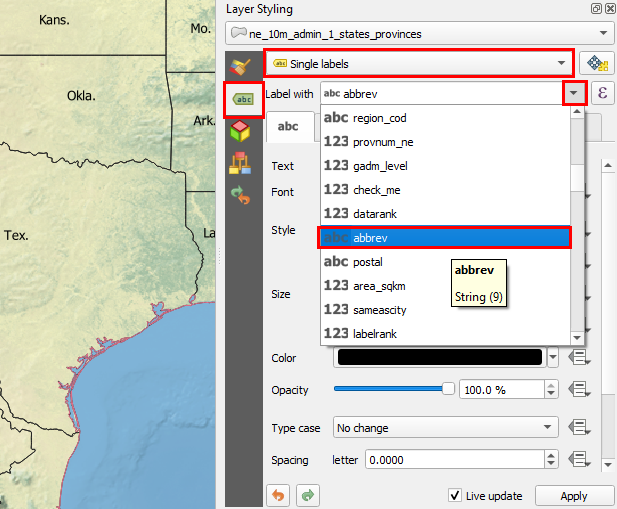 Kans.
Mo.
Okla.
Ark.
Tex.
La
Layer Styling
ne_10m_admin_1_states_provinces
abc Single labels
abc
Label with abc abbrev ε
abc
abc region_cod
123 provnum_ne
123 gadm_level
123 check_me
123 datarank
abc abbrev
abc postal
123 area_sqkm
123 sameascity
123 labelrank
abbrev
String (9)
Text
Font
Style
Size
Color
Opacity 100.0 %
Type case No change
Spacing letter 0.0000
Live update Apply